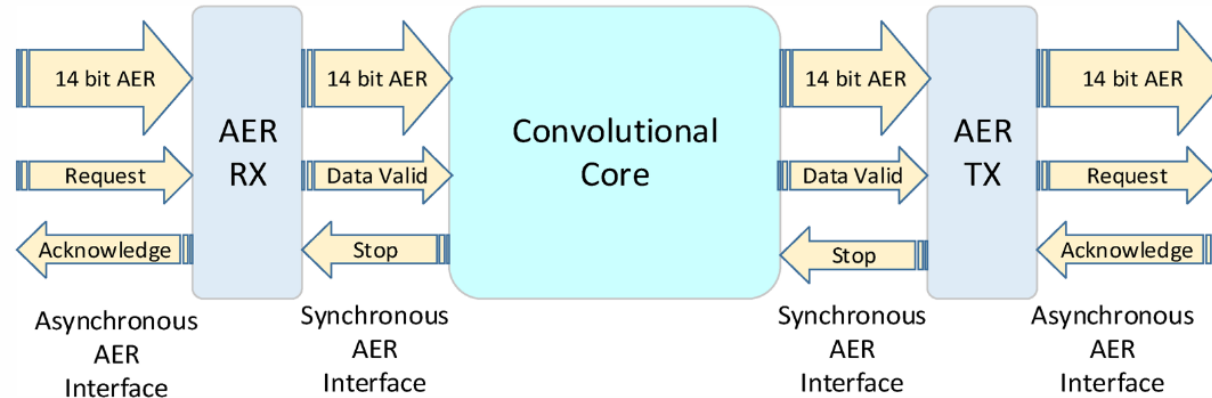 14 bit AER
14 bit AER
14 bit AER
14 bit AER
AER
RX
Convolutional
Core
AER
TX
Request
Data Valid
Data Valid
Request
Acknowledge
Stop
Stop
Acknowledge
Asynchronous
AER
Interface
Synchronous
AER
Interface
Synchronous
AER
Interface
Asynchronous
AER
Interface